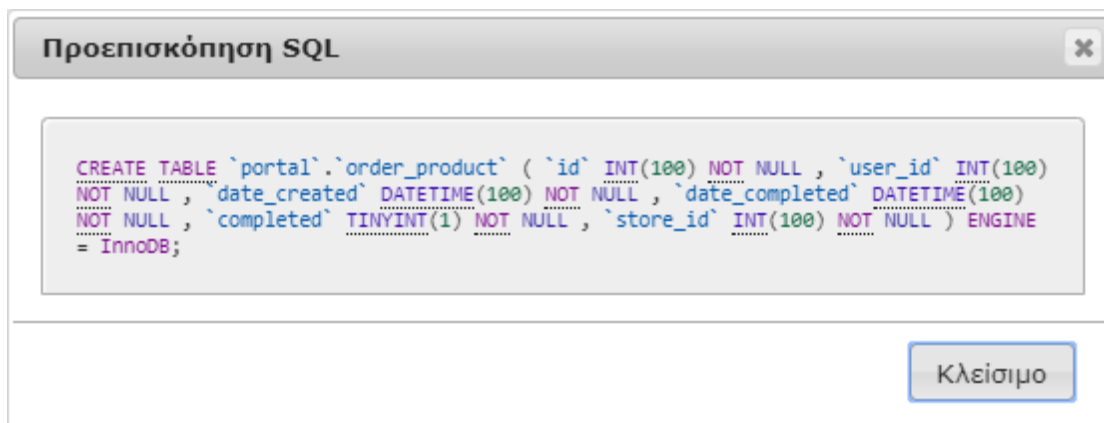 Προεπισκόπηση SQL
CREATE TABLE `portal`.`order_product` ( `id` INT(100) NOT NULL , `user_id` INT(100)
NOT NULL , `date_created` DATETIME(100) NOT NULL , `date_completed` DATETIME(100)
NOT NULL , `completed` TINYINT(1) NOT NULL , `store_id` INT(100) NOT NULL ) ENGINE
= InnoDB;
Κλείσιμο